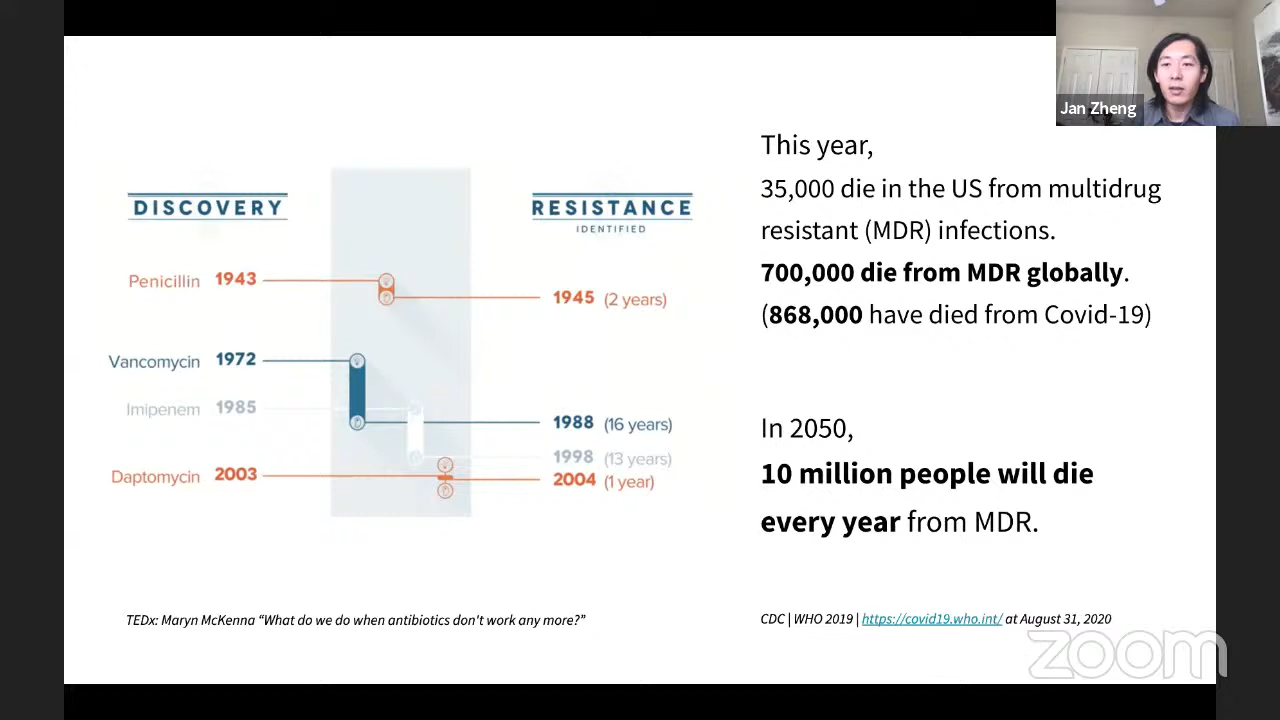 Jan Zheng
DISCOVERY
RESISTANCE
IDENTIFIED
Penicillin 1943
1945 (2 years)
Vancomycin 1972
Imipenem 1985
1988 (16 years)
1998 (13 years)
Daptomycin 2003
2004 (1 year)
TEDx: Maryn McKenna “What do we do when antibiotics don't work any more?”
This year,
35,000 die in the US from multidrug
resistant (MDR) infections.
700,000 die from MDR globally.
(868,000 have died from Covid-19)
In 2050,
10 million people will die
every year from MDR.
CDC | WHO 2019 | https://covid19.who.int/ at August 31, 2020
zoom